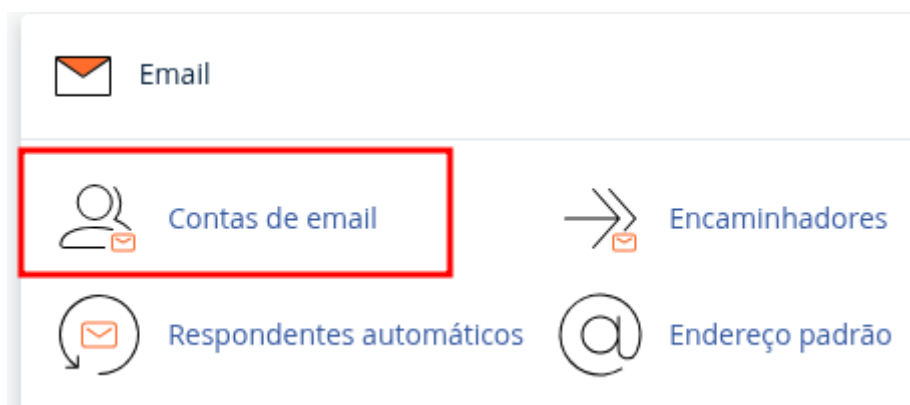 Email
Contas de email
Encaminhadores
Respondentes automáticos
Endereço padrão